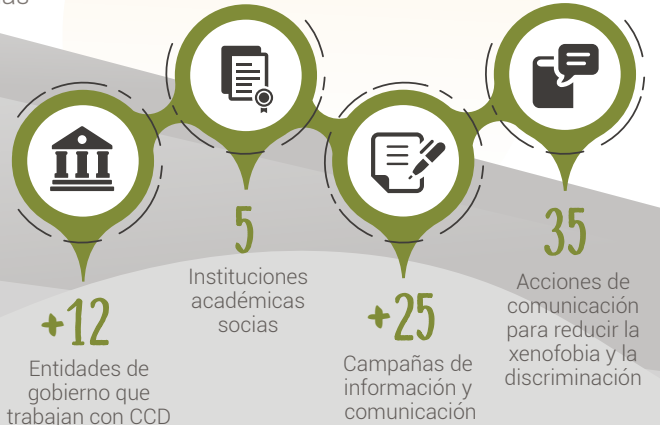 +12
Entidades de
gobierno que
trabajan con CCD
5
Instituciones
académicas
socias
+25
Campañas de
información y
comunicación
35
Acciones de
comunicación
para reducir la
xenofobia y la
discriminación